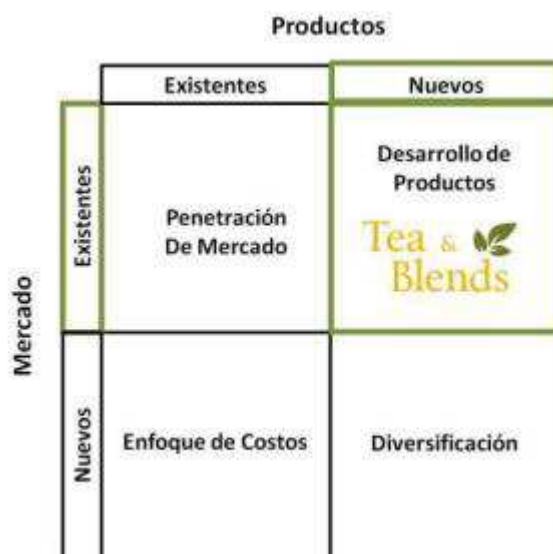 Productos
Existentes
Nuevos
Mercado
Existentes
Penetración
De Mercado
Desarrollo de
Productos
Tea &
Blends
Nuevos
Enfoque de Costos
Diversificación